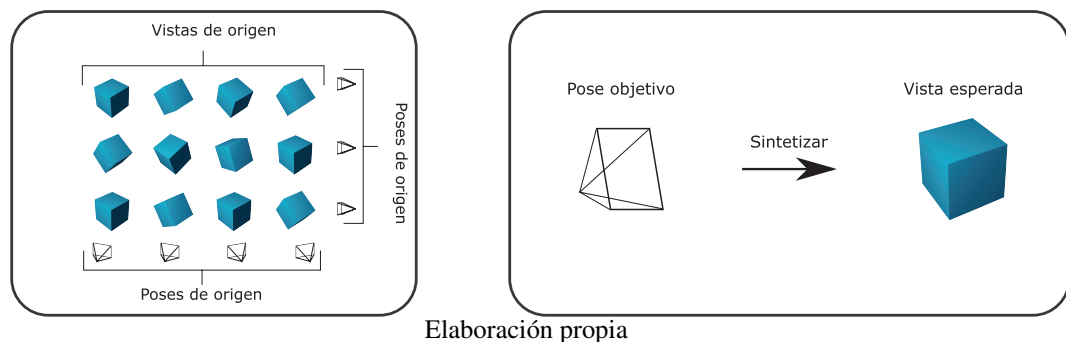 Vistas de origen
Poses de origen
Poses de origen
Pose objetivo
Sintetizar
Vista esperada
Elaboración propia